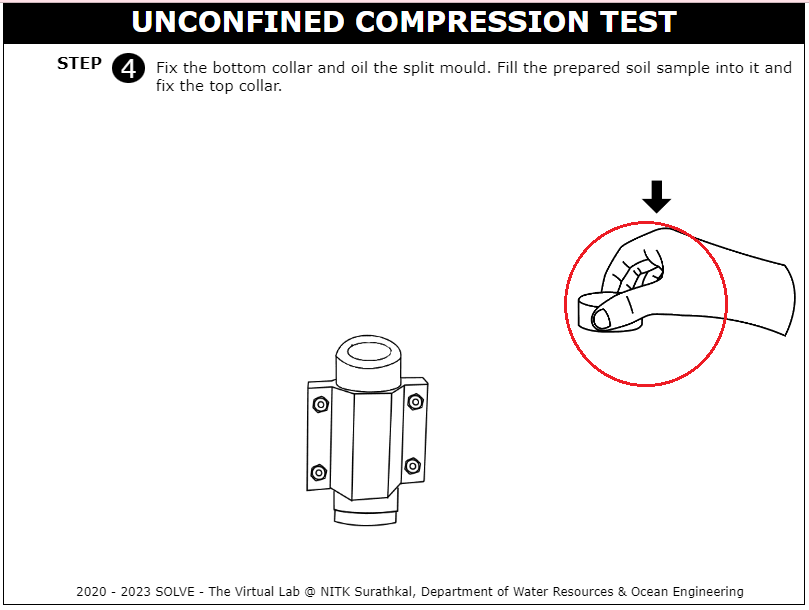 UNCONFINED COMPRESSION TEST
STEP 4 Fix the bottom collar and oil the split mould. Fill the prepared soil sample into it and
fix the top collar.
2020 - 2023 SOLVE - The Virtual Lab @ NITK Surathkal, Department of Water Resources & Ocean Engineering